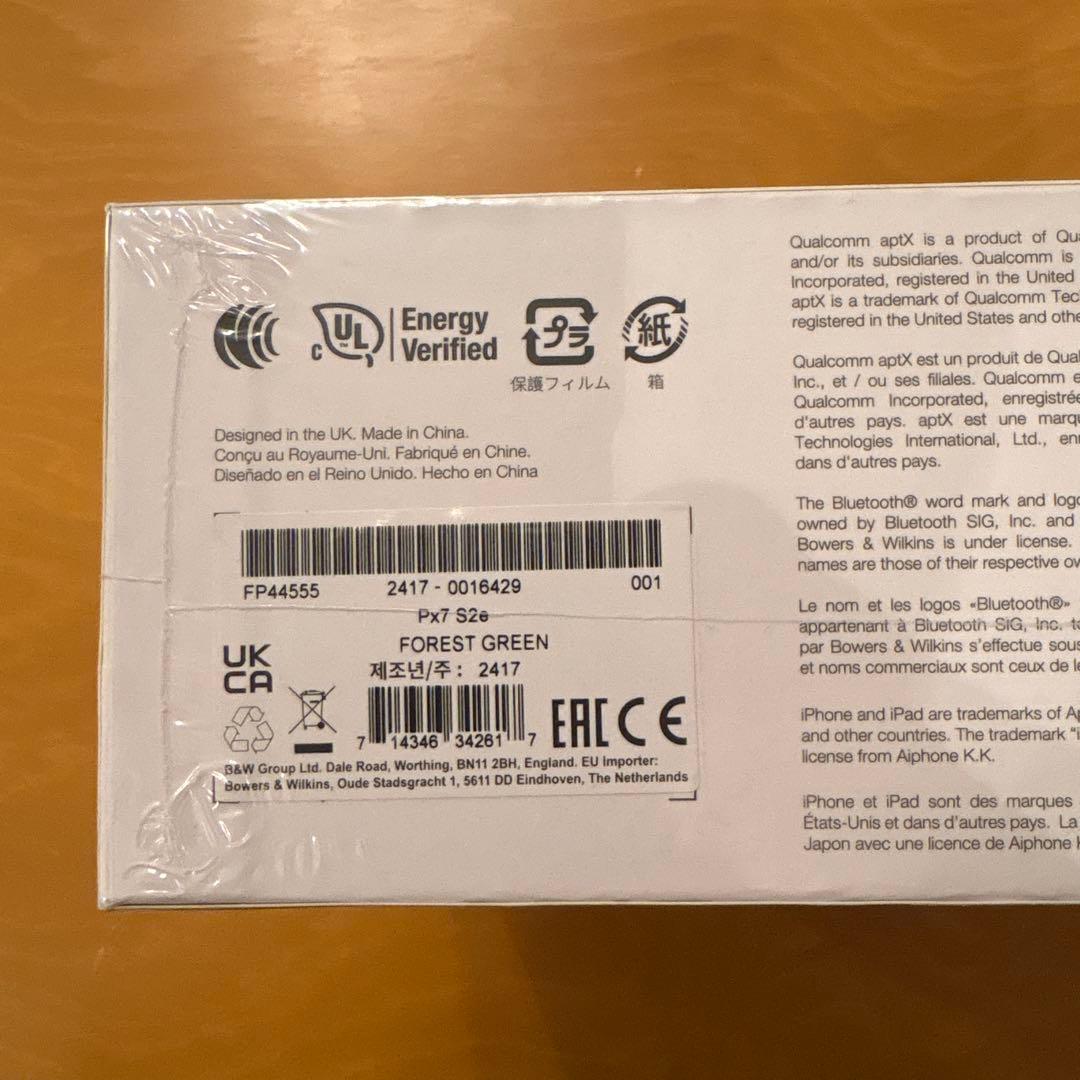 c UL™ Energy
Verified
プラ
保護フィルム
紙
箱
Designed in the UK. Made in China.
Conçu au Royaume-Uni. Fabriqué en Chine.
Diseñado en el Reino Unido. Hecho en China
FP44555 2417 - 0016429 001
Px7 S2e
FOREST GREEN
제조년/주 : 2417
UK
CA
7 14346 34261 7
EAC CE
B&W Group Ltd. Dale Road, Worthing, BN11 2BH, England. EU Importer:
Bowers & Wilkins, Oude Stadsgracht 1, 5611 DD Eindhoven, The Netherlands
Qualcomm aptX is a product of
and/or its subsidiaries. Qualcomm is
Incorporated, registered in the United
aptX is a trademark of Qualcomm
registered in the United States and
Qualcomm aptX est un produit de
Inc., et / ou ses filiales. Qualcomm
Qualcomm Incorporated,
d'autres pays. aptX est une
Technologies International, Ltd.,
dans d'autres pays.
The Bluetooth® word mark and
owned by Bluetooth SIG, Inc. and
Bowers & Wilkins is under license.
names are those of their respective
Le nom et les logos «Bluetooth®»
appartenant à Bluetooth SIG, Inc.
par Bowers & Wilkins s'effectue
et noms commerciaux sont ceux de
iPhone and iPad are trademarks of
and other countries. The trademark
license from Aiphone K.K.
iPhone et iPad sont des marques
États-Unis et dans d'autres pays. La
Japon avec une licence de Aiphone